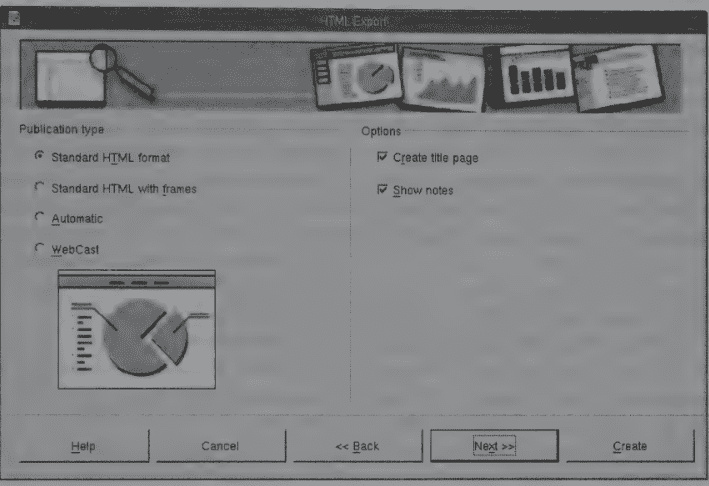 HTML Export
Publication type
Standard HTML format
Standard HTML with frames
Automatic
WebCast
Options
Create title page
Show notes
Help
Cancel
<< Back
Next >>
Create